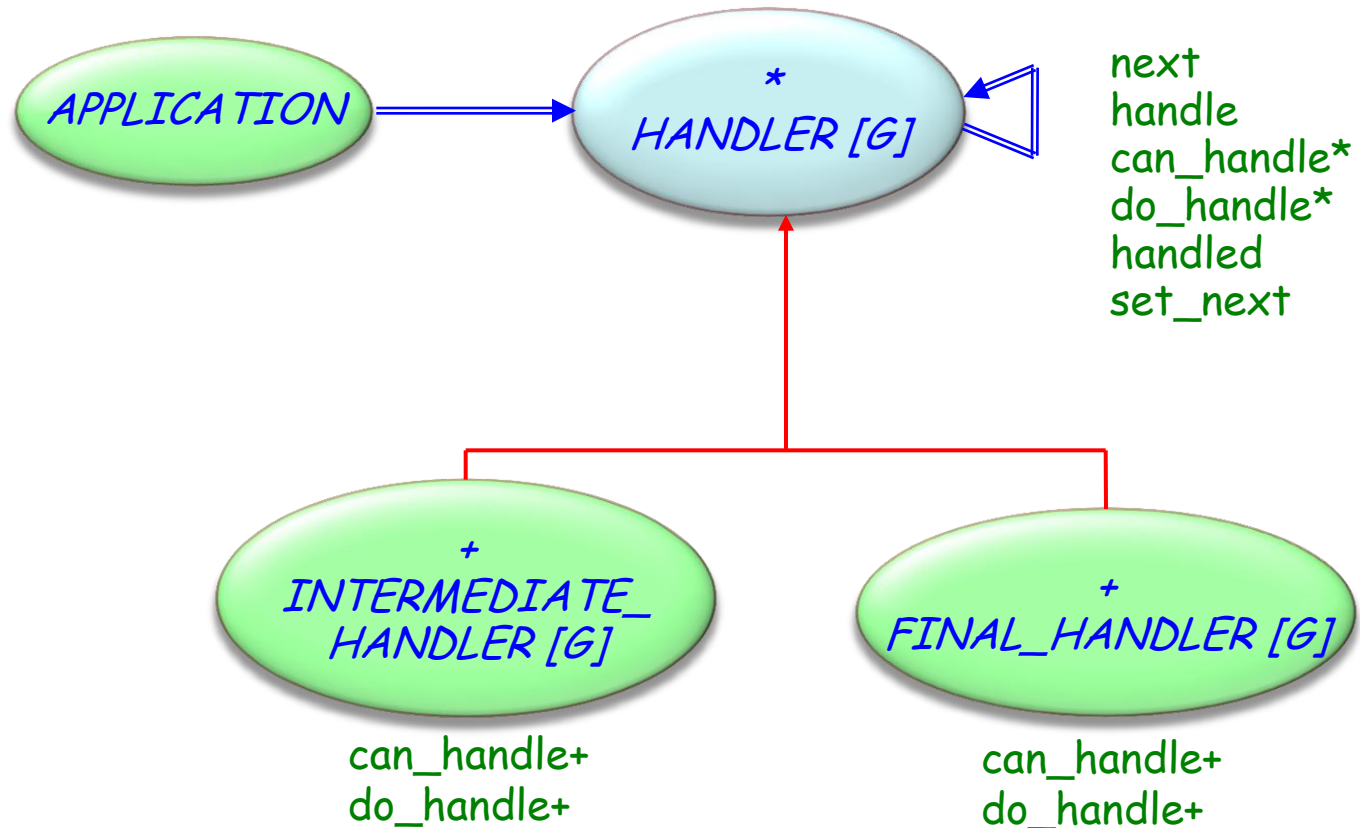 APPLICATION
*
HANDLER [G]
next
handle
can_handle*
do_handle*
handled
set_next
+
INTERMEDIATE_
HANDLER [G]
can_handle+
do_handle+
+
FINAL_HANDLER [G]
can_handle+
do_handle+